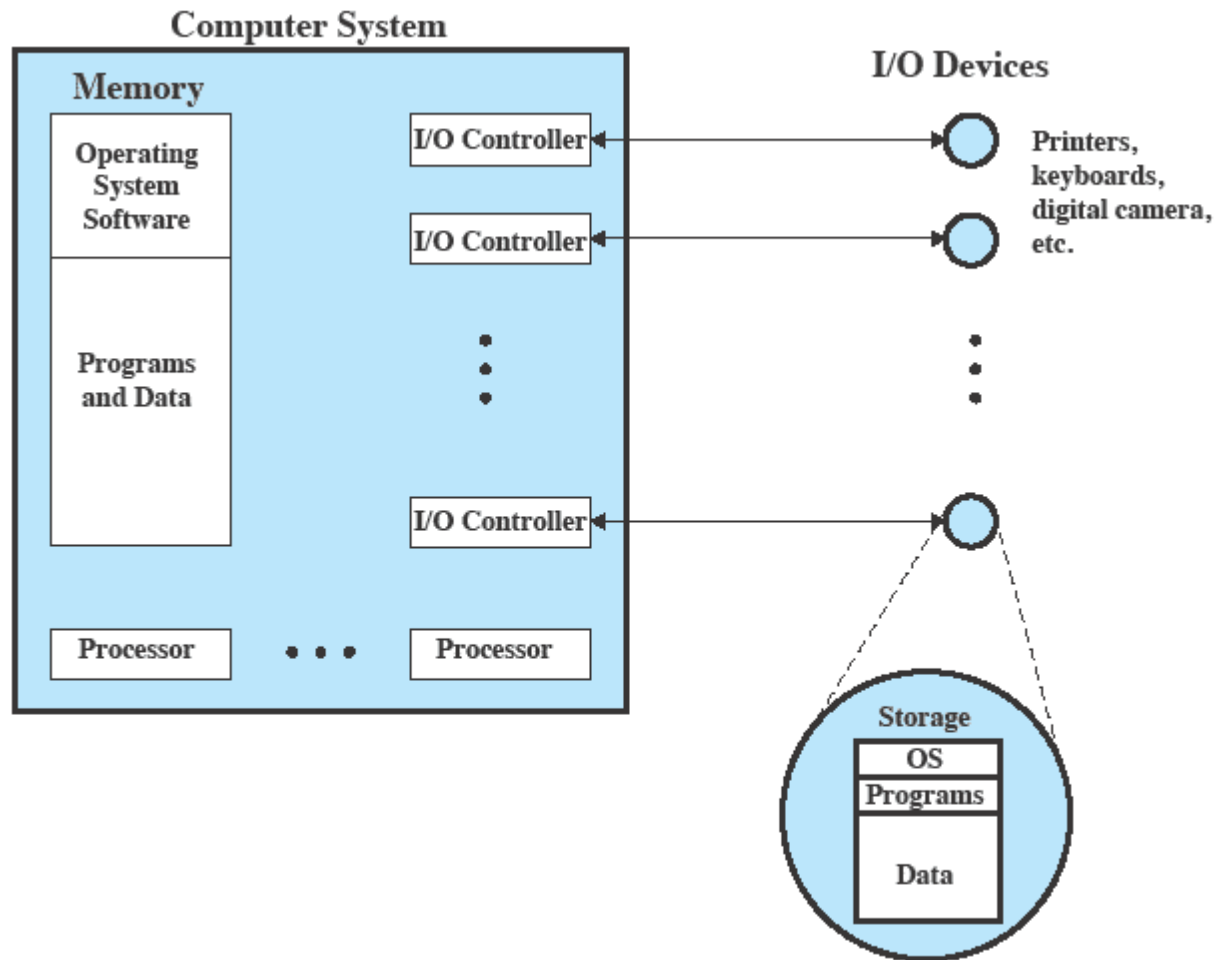 Computer System
Memory
Operating
System
Software
Programs
and Data
I/O Controller
I/O Controller
I/O Controller
Processor
Processor
I/O Devices
Printers,
keyboards,
digital camera,
etc.
Storage
OS
Programs
Data